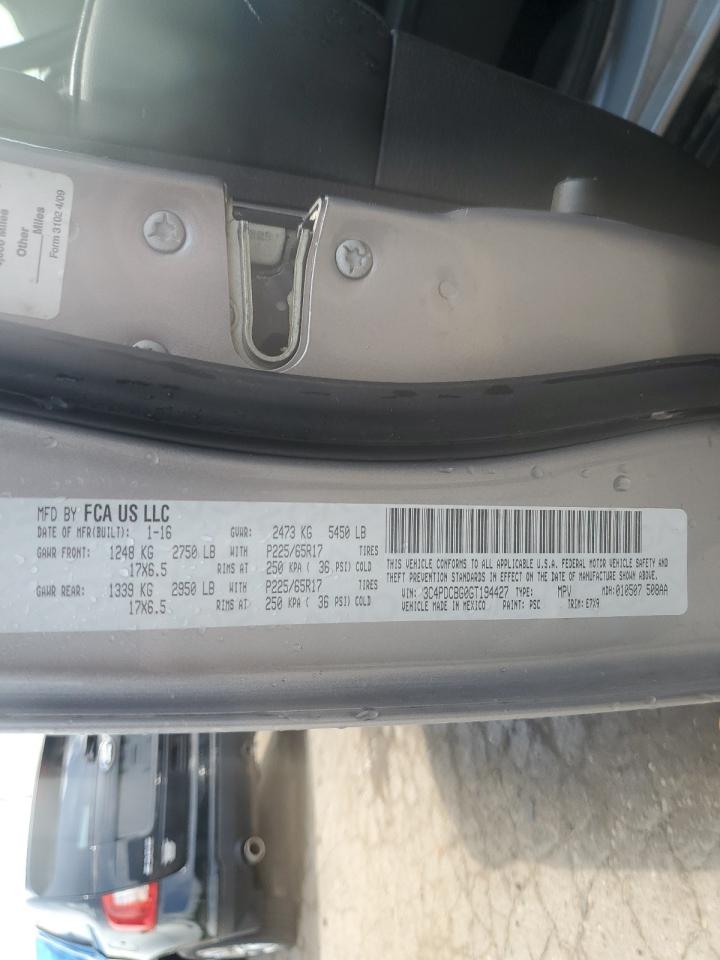 Other
Miles
Form 3102 4/09
MFD BY FCA US LLC
DATE OF MFR(BUILT): 1-16 GVWR: 2473 KG 5450 LB
GAWR FRONT: 1248 KG 2750 LB WITH P225/65R17 TIRES
17X6.5 RIMS AT 250 KPA ( 36 PSI) COLD
GAWR REAR: 1339 KG 2950 LB WITH P225/65R17 TIRES
17X6.5 RIMS AT 250 KPA ( 36 PSI) COLD
THIS VEHICLE CONFORMS TO ALL APPLICABLE U.S.A. FEDERAL MOTOR VEHICLE SAFETY AND
THEFT PREVENTION STANDARDS IN EFFECT ON THE DATE OF MANUFACTURE SHOWN ABOVE.
VIN: 3C4PDCBG0GT194427 TYPE: MPV MDH: 010507 508AA
VEHICLE MADE IN MEXICO PAINT: PSC TRIM: E7X9